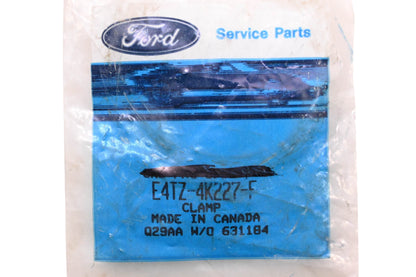 Ford
Service Parts
E4TZ-4K227-F
CLAMP
MADE IN CANADA
Q29AA W/O 631184